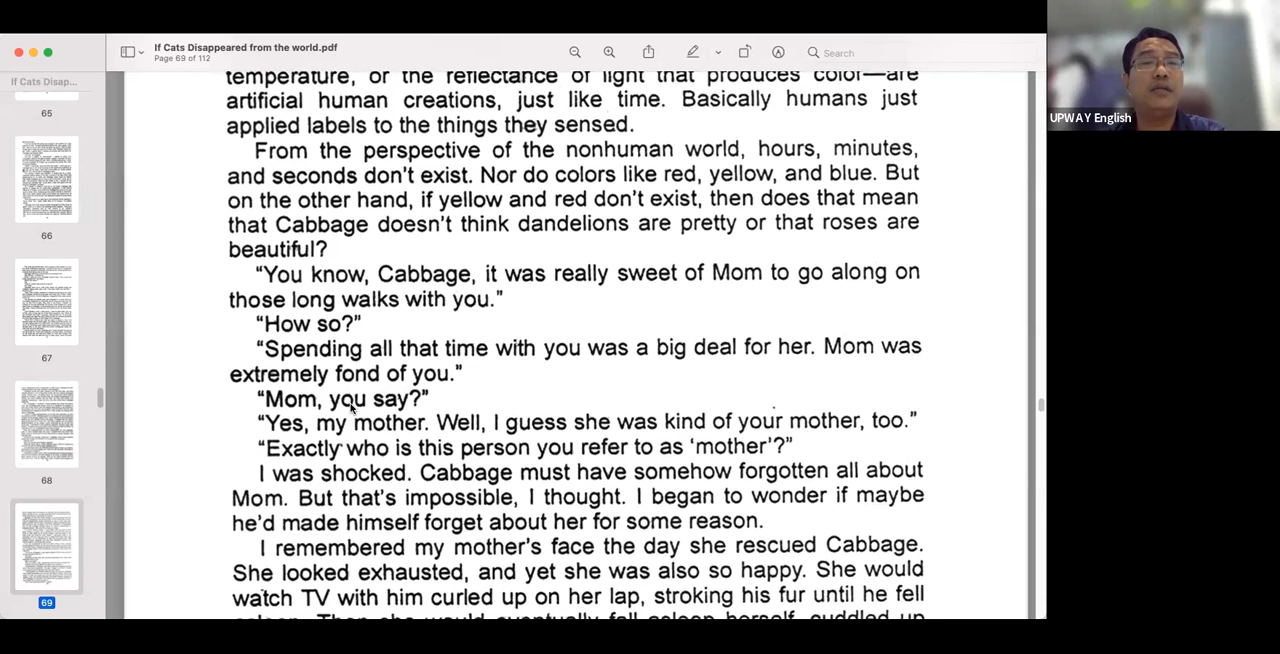 If Cats Disappeared from the world.pdf
Page 69 of 112
Search
UPWAY English
If Cats Disap...
65
66
67
68
69
temperature, or the reflectance of light that produces color—are
artificial human creations, just like time. Basically humans just
applied labels to the things they sensed.
From the perspective of the nonhuman world, hours, minutes,
and seconds don't exist. Nor do colors like red, yellow, and blue. But
on the other hand, if yellow and red don't exist, then does that mean
that Cabbage doesn't think dandelions are pretty or that roses are
beautiful?
"You know, Cabbage, it was really sweet of Mom to go along on
those long walks with you."
"How so?"
"Spending all that time with you was a big deal for her. Mom was
extremely fond of you."
"Mom, you say?"
"Yes, my mother. Well, I guess she was kind of your mother, too."
"Exactly who is this person you refer to as 'mother'?"
I was shocked. Cabbage must have somehow forgotten all about
Mom. But that's impossible, I thought. I began to wonder if maybe
he'd made himself forget about her for some reason.
I remembered my mother's face the day she rescued Cabbage.
She looked exhausted, and yet she was also so happy. She would
watch TV with him curled up on her lap, stroking his fur until he fell
asleep. Then she would eventually fall asleep herself, cuddled up